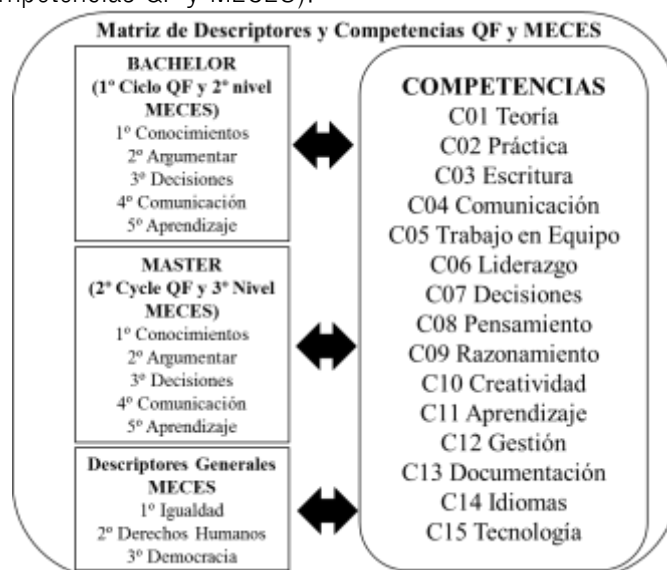 mpetencias QF y MECES).
Matriz de Descriptores y Competencias QF y MECES
BACHELOR
(1º Ciclo QF y 2º nivel
MECES)
1º Conocimientos
2º Argumentar
3º Decisiones
4º Comunicación
5º Aprendizaje
MASTER
(2º Cycle QF y 3º Nivel
MECES)
1º Conocimientos
2º Argumentar
3º Decisiones
4º Comunicación
5º Aprendizaje
Descriptores Generales
MECES
1º Igualdad
2º Derechos Humanos
3º Democracia
COMPETENCIAS
C01 Teoría
C02 Práctica
C03 Escritura
C04 Comunicación
C05 Trabajo en Equipo
C06 Liderazgo
C07 Decisiones
C08 Pensamiento
C09 Razonamiento
C10 Creatividad
C11 Aprendizaje
C12 Gestión
C13 Documentación
C14 Idiomas
C15 Tecnología